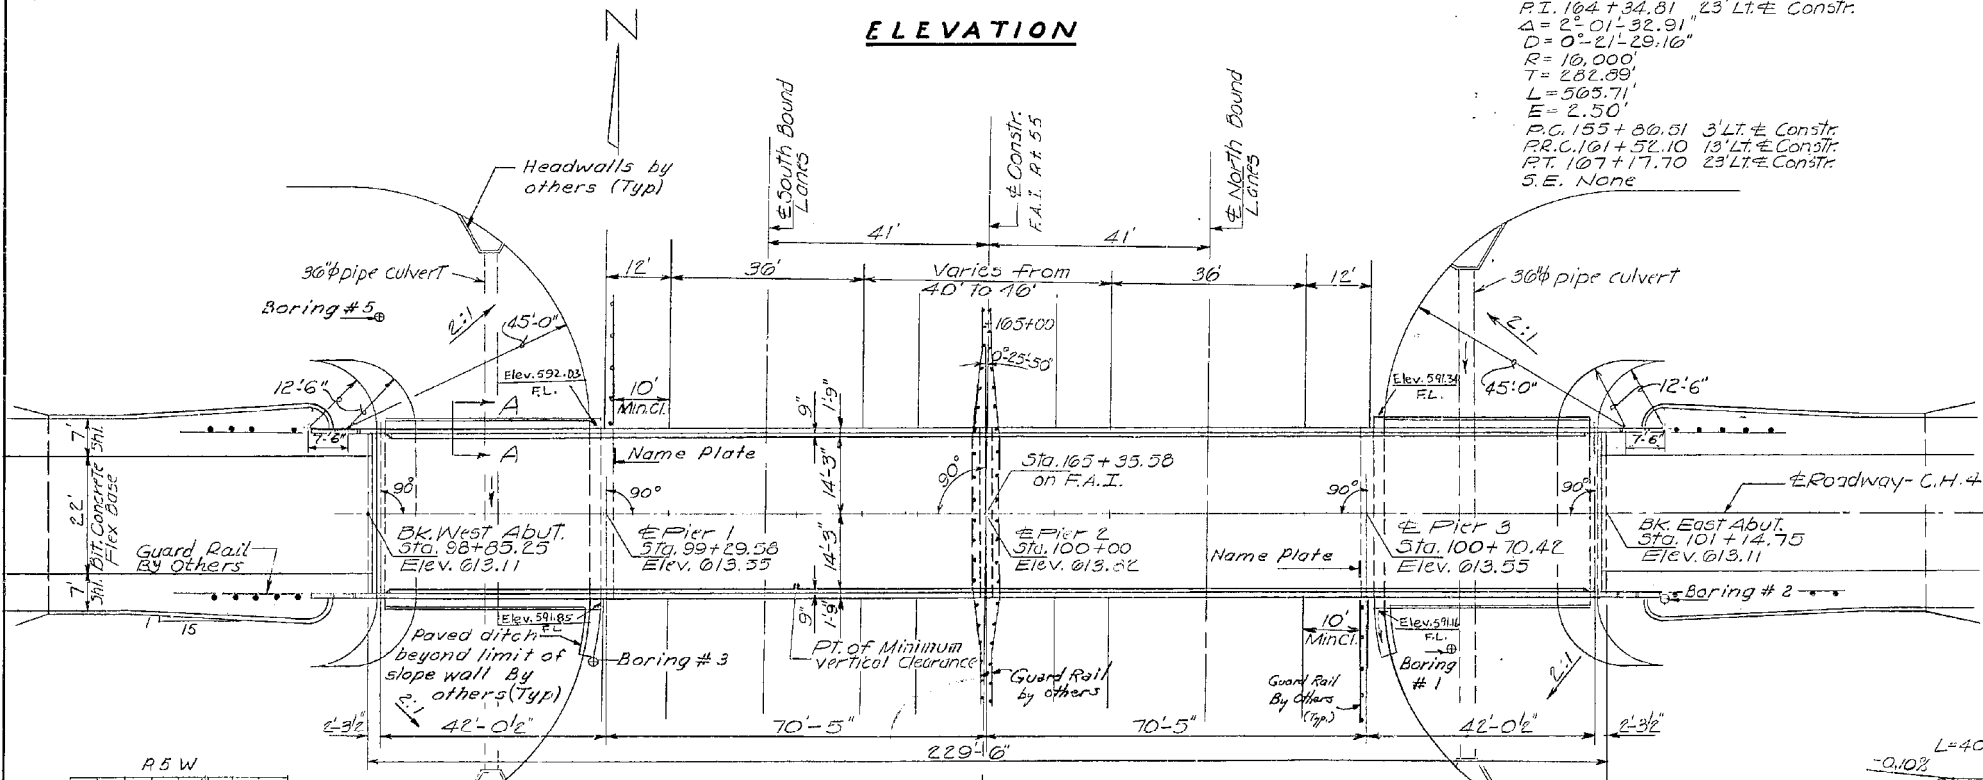 ELEVATION
N
P.I. 164+34.81 23' Lt. ℄ Constr.
Δ = 2°-01'-32.91"
D = 0°-21'-29.16"
R = 16,000'
T = 282.89'
L = 565.71'
E = 2.50'
P.C. 155+86.51 3' Lt. ℄ Constr.
P.R.C. 161+52.10 13' Lt. ℄ Constr.
P.T. 167+17.70 23' Lt. ℄ Constr.
S.E. None
℄ South Bound
Lanes
℄ Constr.
F.A.I. Rt. 55
℄ North Bound
Lanes
Headwalls by
others (Typ)
41'
41'
36"ϕ pipe culvert
12'
36'
Varies from
40' to 46'
36'
12'
36"ϕ pipe culvert
Boring #5
2:1
45'-0"
165+00
0°-25'-50"
2:1
45'-0"
12'-6"
Elev. 592.03
F.L.
10'
Min.Cl.
Elev. 591.34
F.L.
12'-6"
A
9"
1'-9"
7'-6"
7'-6"
7' Shl.
A
Name Plate
22' Bit. Concrete
Flex Base
90°
90°
14'-3"
90°
Sta. 165+35.58
on F.A.I.
90°
90°
℄ Roadway - C.H. 4
Bk. West Abut.
Sta. 98+85.25
Elev. 613.11
℄ Pier 1
Sta. 99+29.58
Elev. 613.55
14'-3"
℄ Pier 2
Sta. 100+00
Elev. 613.82
Name Plate
℄ Pier 3
Sta. 100+70.42
Elev. 613.55
Bk. East Abut.
Sta. 101+14.75
Elev. 613.11
Guard Rail
By Others
7' Shl.
Boring #2
1
15
Elev. 591.85
F.L.
9"
1'-9"
10'
Min Cl.
Elev. 591.16
F.L.
Paved ditch
beyond limit of
slope wall By
others (Typ)
Boring #3
Pt. of Minimum
vertical Clearance
Guard Rail
by others
Guard Rail
By Others
(Typ.)
Boring
#1
2:1
2:1
2'-3½"
42'-0½"
70'-5"
70'-5"
42'-0½"
2'-3½"
229'-6"
R 5 W
L=40
-0.10%